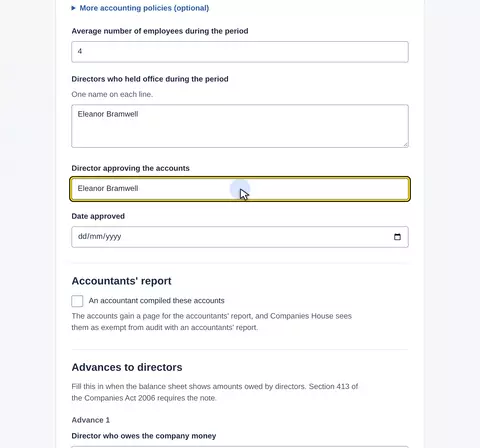 More accounting policies (optional)
Average number of employees during the period
4
Directors who held office during the period
One name on each line.
Eleanor Bramwell
Director approving the accounts
Eleanor Bramwell
Date approved
dd/mm/yyyy
Accountants' report
An accountant compiled these accounts
The accounts gain a page for the accountants' report, and Companies House sees
them as exempt from audit with an accountants' report.
Advances to directors
Fill this in when the balance sheet shows amounts owed by directors. Section 413 of
the Companies Act 2006 requires the note.
Advance 1
Director who owes the company money